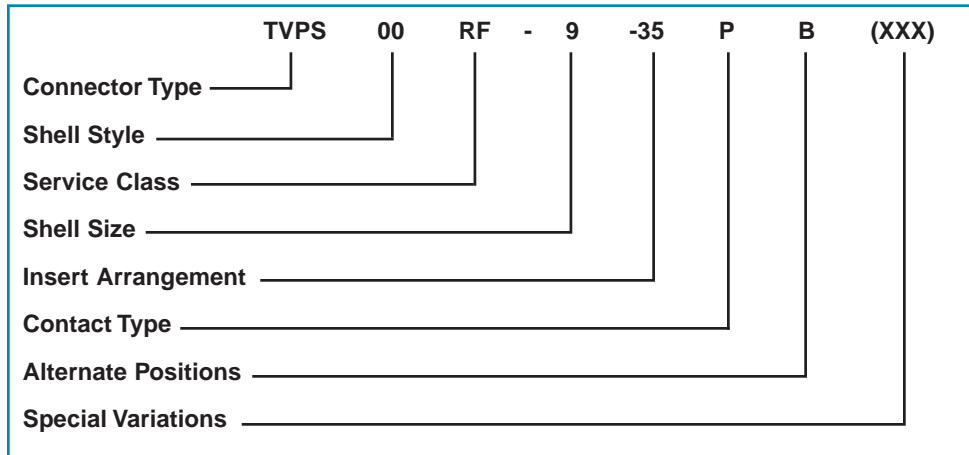 TVPS 00 RF - 9 -35 P B (XXX)
Connector Type
Shell Style
Service Class
Shell Size
Insert Arrangement
Contact Type
Alternate Positions
Special Variations